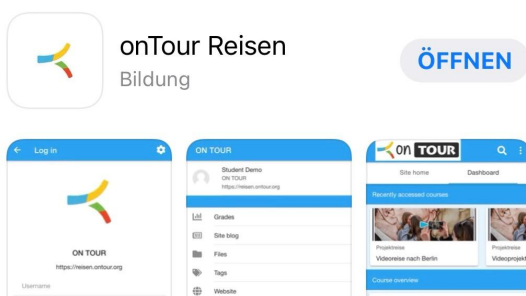 onTour Reisen
Bildung
ÖFFNEN
Log in
ON TOUR
https://reisen.ontour.org
Username
ON TOUR
Student Demo
ON TOUR
https://reisen.ontour.org
Grades
Site blog
Files
Tags
Website
on TOUR
Site home Dashboard
Recently accessed courses
Projektreise
Videoreise nach Berlin
Projektreise
Videoprojekt
Course overview